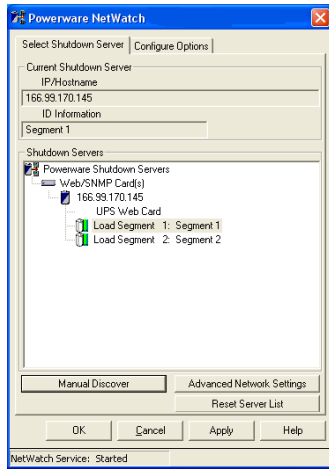 Powerware NetWatch
Select Shutdown Server Configure Options
Current Shutdown Server
IP/Hostname
166.99.170.145
ID Information
Segment 1
Shutdown Servers
Powerware Shutdown Servers
Web/SNMP Card(s)
166.99.170.145
UPS Web Card
Load Segment 1: Segment 1
Load Segment 2: Segment 2
Manual Discover Advanced Network Settings
Reset Server List
OK Cancel Apply Help
NetWatch Service: Started